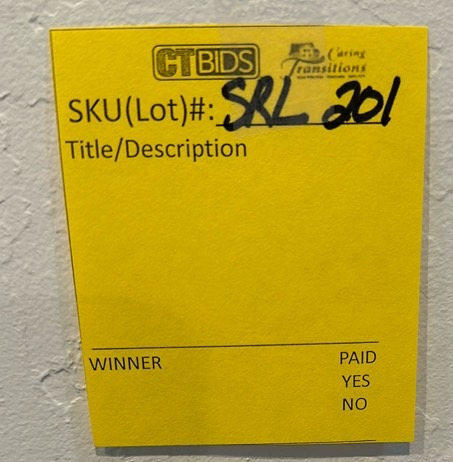 CTBIDS Caring Transitions
SKU(Lot)#: SRL 201
Title/Description
WINNER PAID
YES
NO